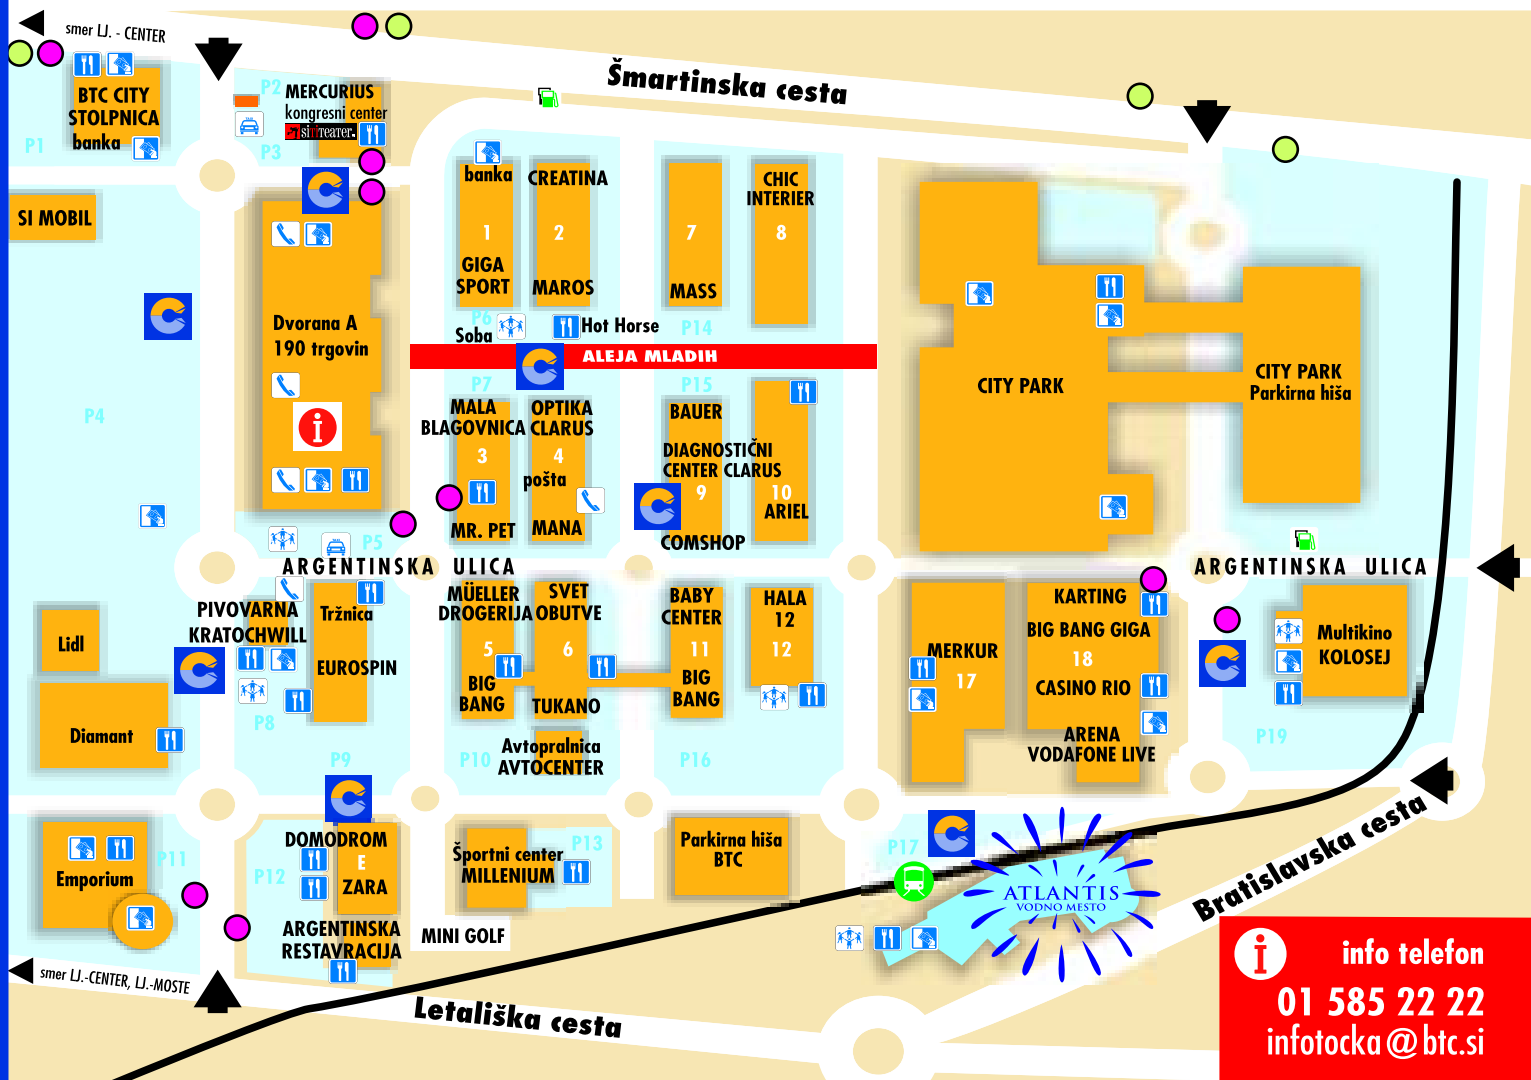 smer LJ. - CENTER
Šmartinska cesta
BTC CITY
STOLPNICA
banka
P1
P2
MERCURIUS
kongresni center
siti teater.
P3
SI MOBIL
banka
1
GIGA
SPORT
CREATINA
2
MAROS
7
MASS
CHIC
INTERIER
8
Dvorana A
190 trgovin
P6
Soba
Hot Horse
P14
ALEJA MLADIH
P4
P7
P15
MALA
BLAGOVNICA
3
MR. PET
OPTIKA
CLARUS
4
pošta
MANA
BAUER
DIAGNOSTIČNI
CENTER CLARUS
9
COMSHOP
10
ARIEL
CITY PARK
CITY PARK
Parkirna hiša
P5
ARGENTINSKA ULICA
ARGENTINSKA ULICA
PIVOVARNA
KRATOCHWILL
Tržnica
EUROSPIN
MÜELLER
DROGERIJA
5
BIG
BANG
SVET
OBUTVE
6
TUKANO
BABY
CENTER
11
BIG
BANG
HALA
12
12
Lidl
Diamant
P8
P9
P10
Avtopralnica
AVTOCENTER
P16
MERKUR
17
KARTING
BIG BANG GIGA
18
CASINO RIO
ARENA
VODAFONE LIVE
Multikino
KOLOSEJ
P19
Emporium
P11
P12
DOMODROM
E
ZARA
ARGENTINSKA
RESTAVRACIJA
Športni center
MILLENIUM
P13
MINI GOLF
Parkirna hiša
BTC
P17
ATLANTIS
VODNO MESTO
Bratislavska cesta
smer LJ.-CENTER, LJ.-MOSTE
Letališka cesta
i
info telefon
01 585 22 22
infotocka@btc.si